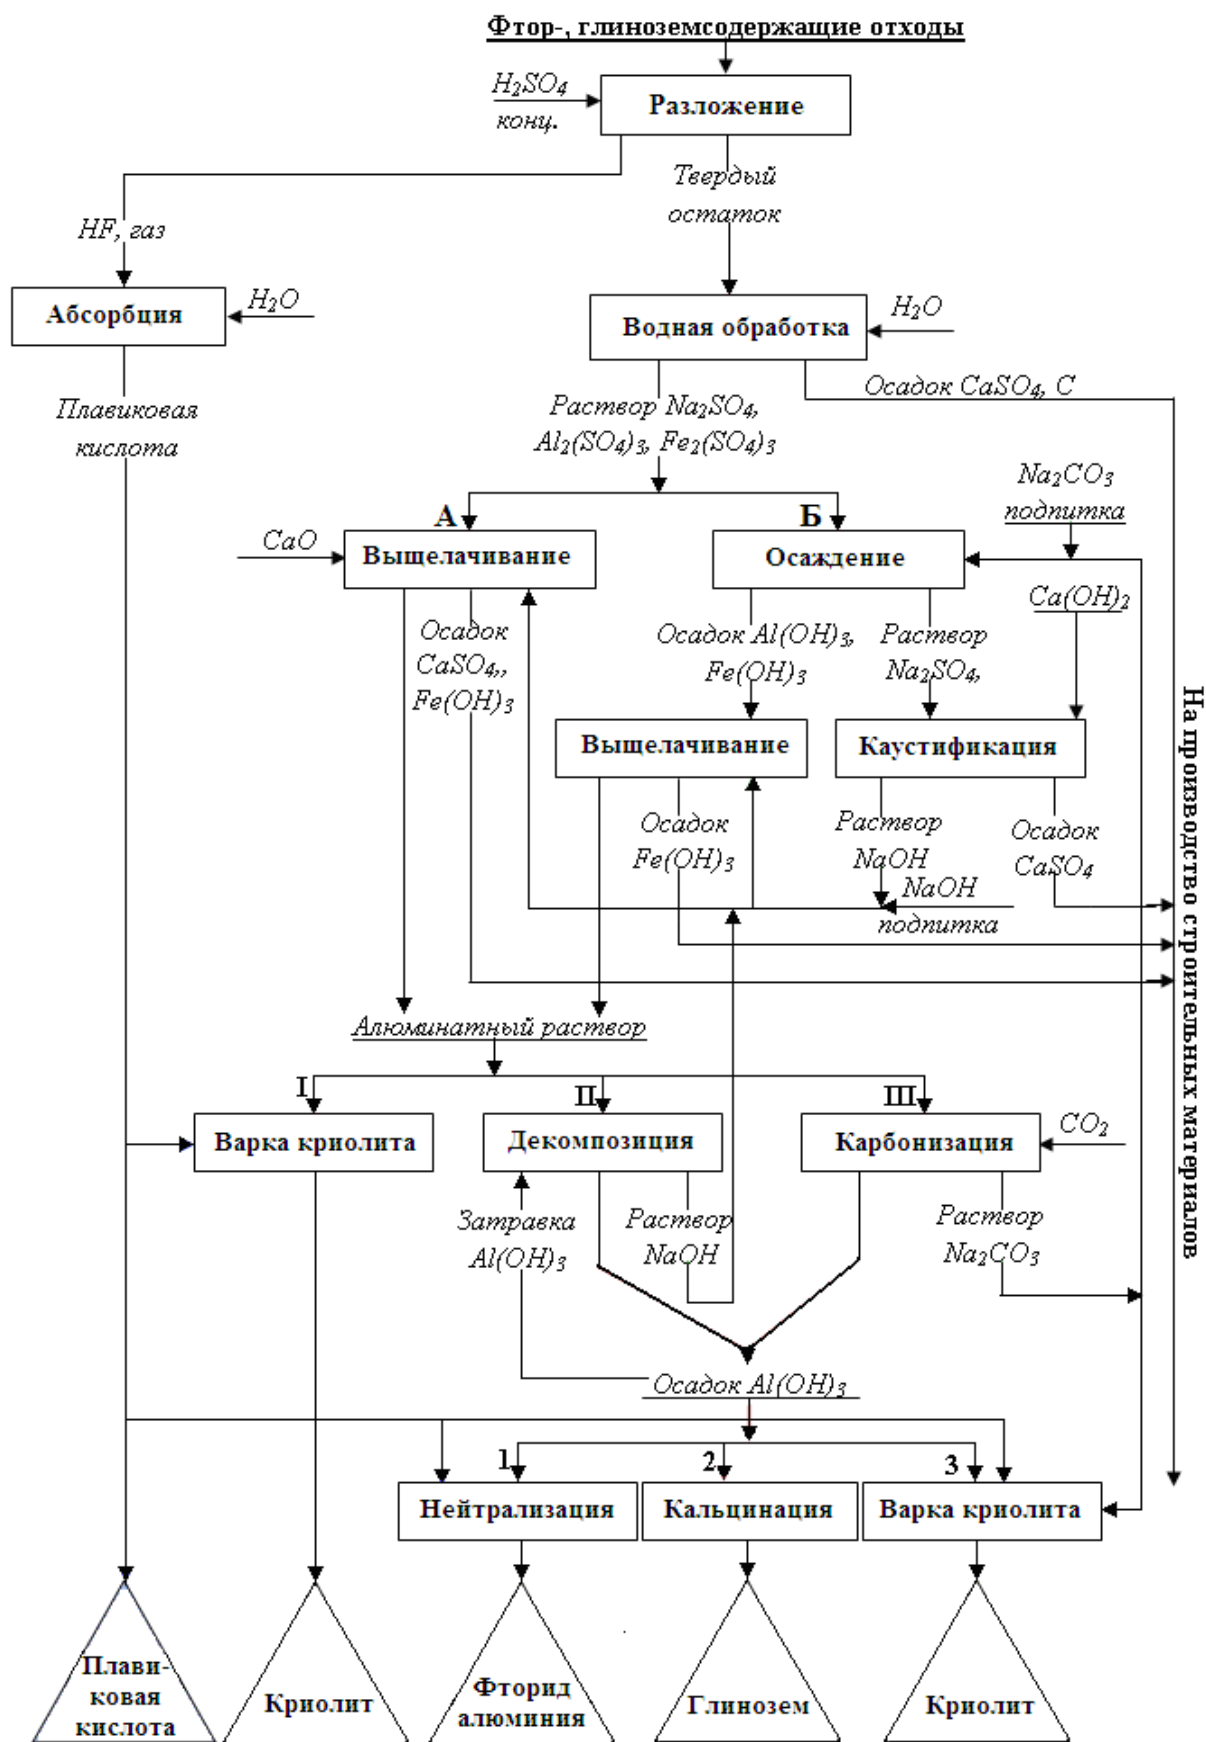 Фтор-, глиноземсодержащие отходы
H₂SO₄
конц.
Разложение
Твердый
остаток
HF, газ
Абсорбция
H₂O
Водная обработка
H₂O
Плавиковая
кислота
Раствор Na₂SO₄,
Al₂(SO₄)₃, Fe₂(SO₄)₃
Осадок CaSO₄, C
Na₂CO₃
подпитка
А
Б
CaO
Выщелачивание
Осаждение
Ca(OH)₂
Осадок
CaSO₄,,
Fe(OH)₃
Осадок Al(OH)₃,
Fe(OH)₃
Раствор
Na₂SO₄,
Выщелачивание
Каустификация
Осадок
Fe(OH)₃
Раствор
NaOH
Осадок
CaSO₄
NaOH
подпитка
На производство строительных материалов
Алюминатный раствор
I
II
III
Варка криолита
Декомпозиция
Карбонизация
CO₂
Затравка
Al(OH)₃
Раствор
NaOH
Раствор
Na₂CO₃
Осадок Al(OH)₃
1
2
3
Нейтрализация
Кальцинация
Варка криолита
Плави-
ковая
кислота
Криолит
Фторид
алюминия
Глинозем
Криолит